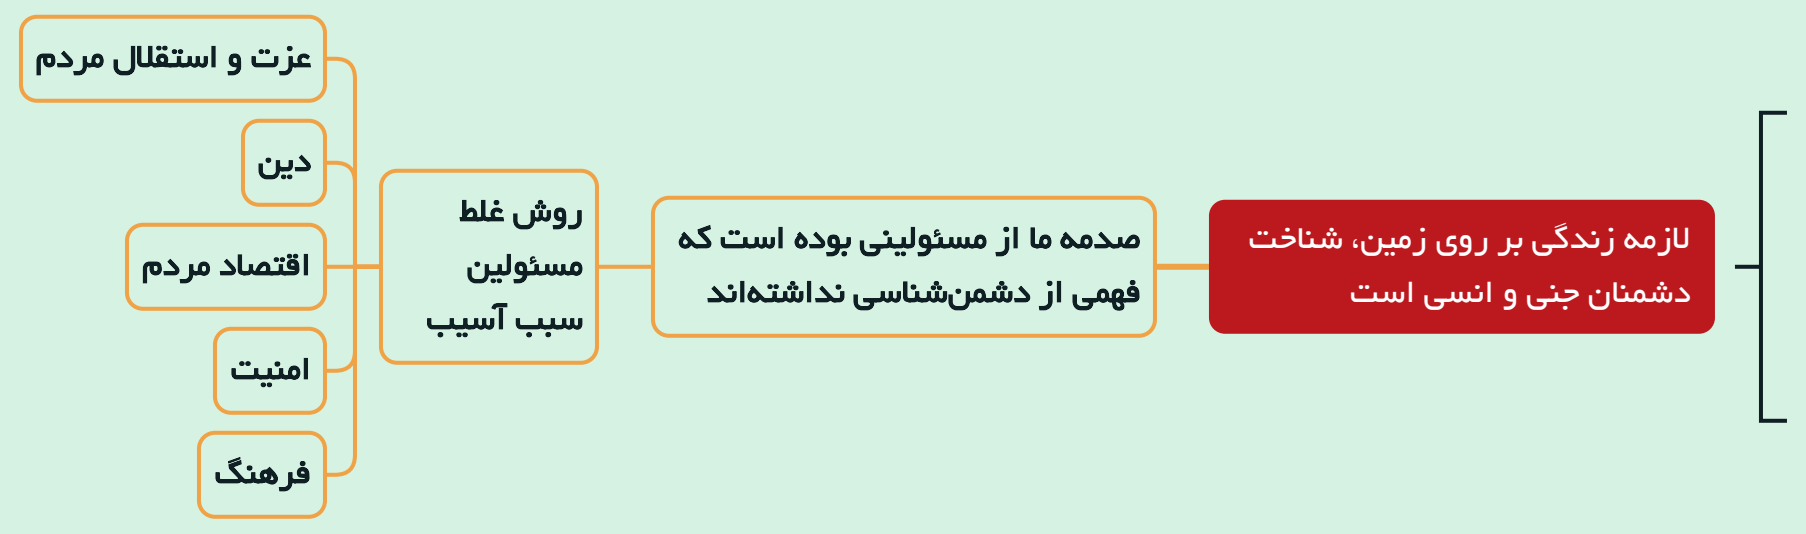 لازمه زندگی بر روی زمین، شناخت
دشمنان جنی و انسی است
صدمه ما از مسئولینی بوده است که
فهمی از دشمن‌شناسی نداشته‌اند
روش غلط
مسئولین
سبب آسیب
عزت و استقلال مردم
دین
اقتصاد مردم
امنیت
فرهنگ